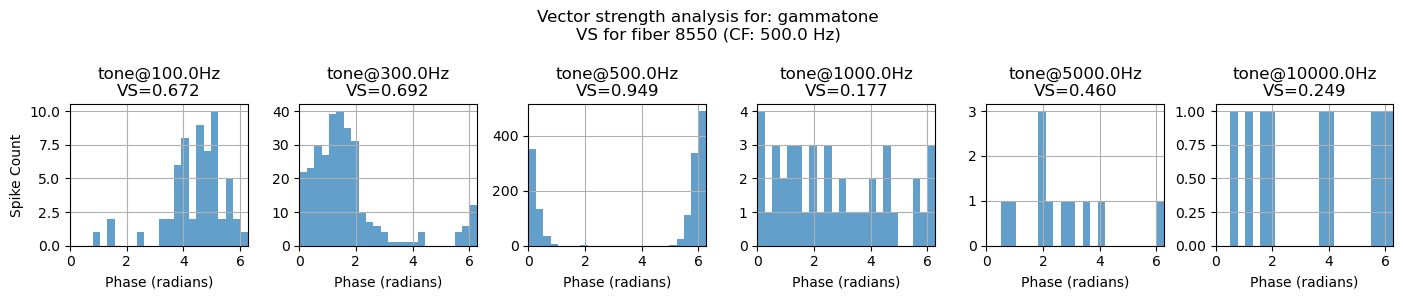 Vector strength analysis for: gammatone
VS for fiber 8550 (CF: 500.0 Hz)
tone@100.0Hz
VS=0.672
10.0
7.5
5.0
2.5
0.0
Spike Count
0 2 4 6
Phase (radians)
tone@300.0Hz
VS=0.692
40
30
20
10
0
0 2 4 6
Phase (radians)
tone@500.0Hz
VS=0.949
400
200
0
0 2 4 6
Phase (radians)
tone@1000.0Hz
VS=0.177
4
3
2
1
0
0 2 4 6
Phase (radians)
tone@5000.0Hz
VS=0.460
3
2
1
0
0 2 4 6
Phase (radians)
tone@10000.0Hz
VS=0.249
1.00
0.75
0.50
0.25
0.00
0 2 4 6
Phase (radians)